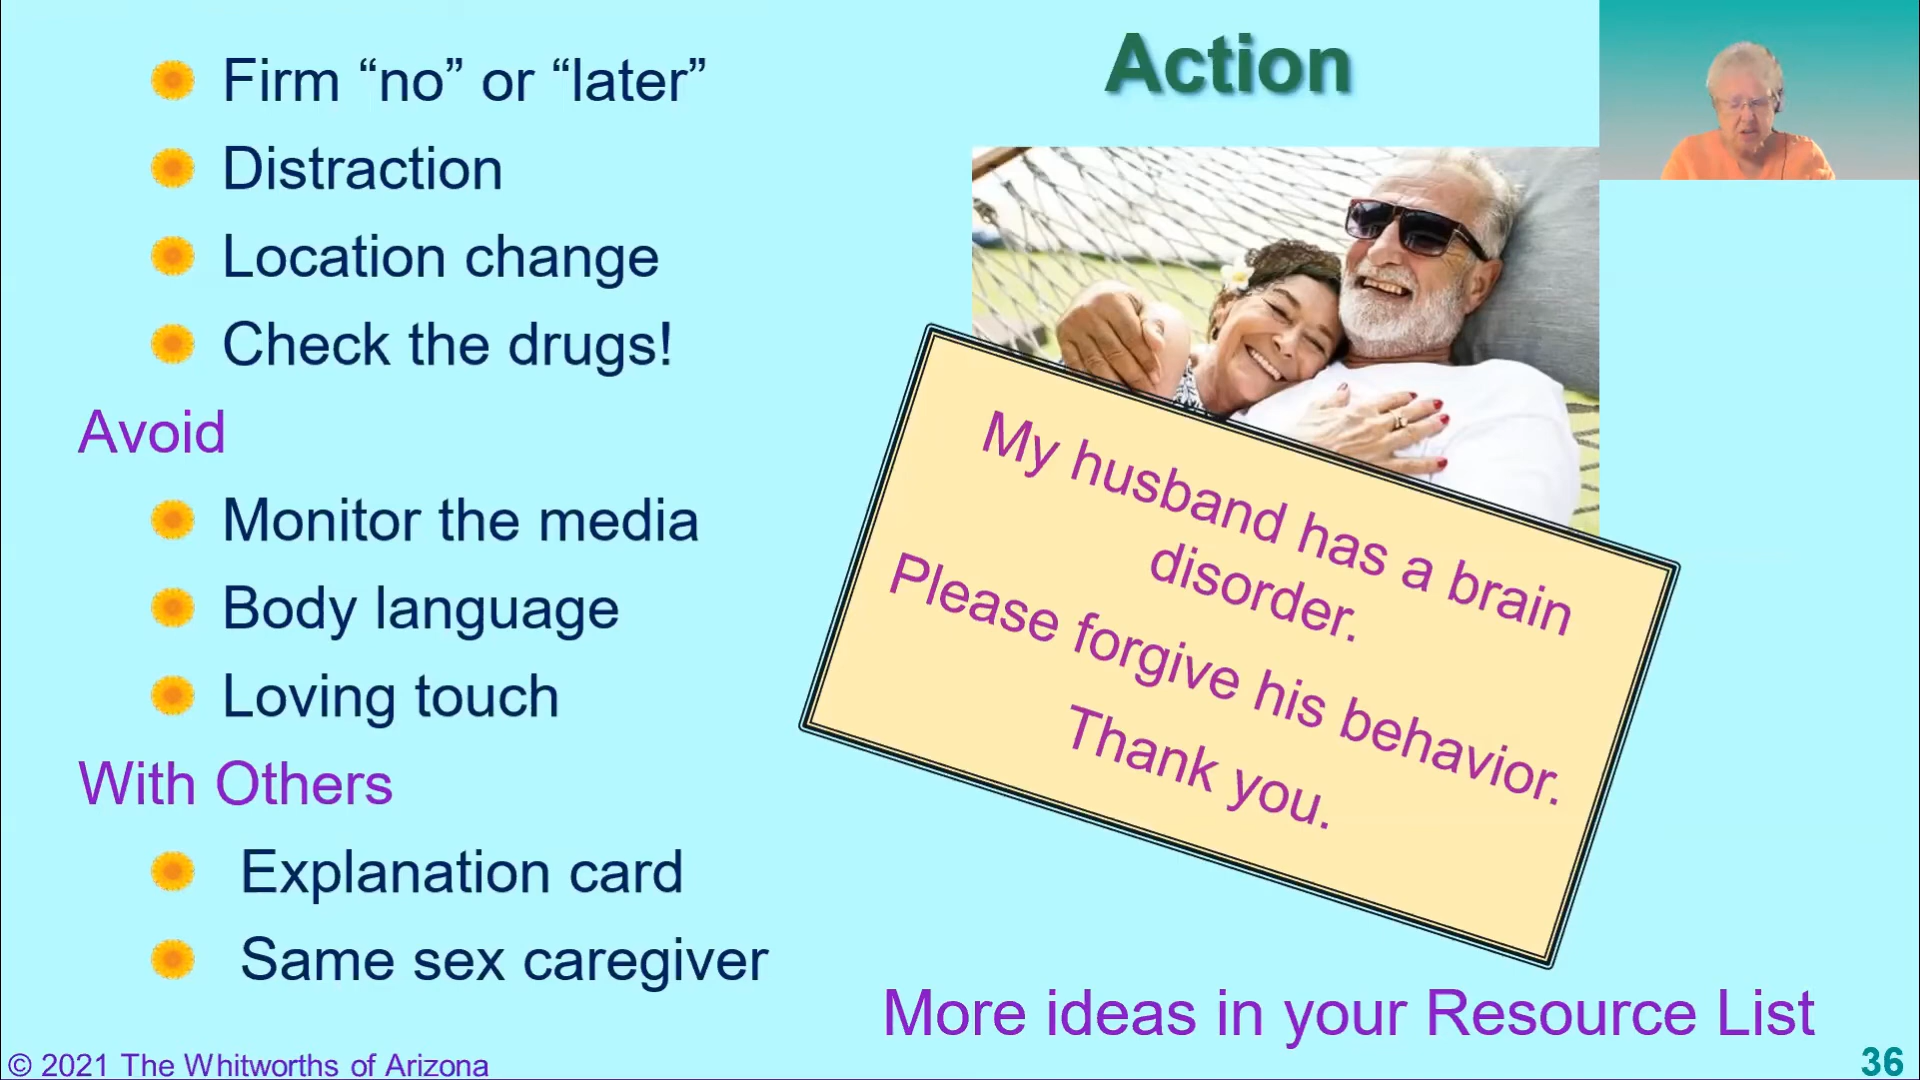 Action
Firm “no” or “later”
Distraction
Location change
Check the drugs!
Avoid
Monitor the media
Body language
Loving touch
With Others
Explanation card
Same sex caregiver
My husband has a brain
disorder.
Please forgive his behavior.
Thank you.
More ideas in your Resource List
© 2021 The Whitworths of Arizona
36